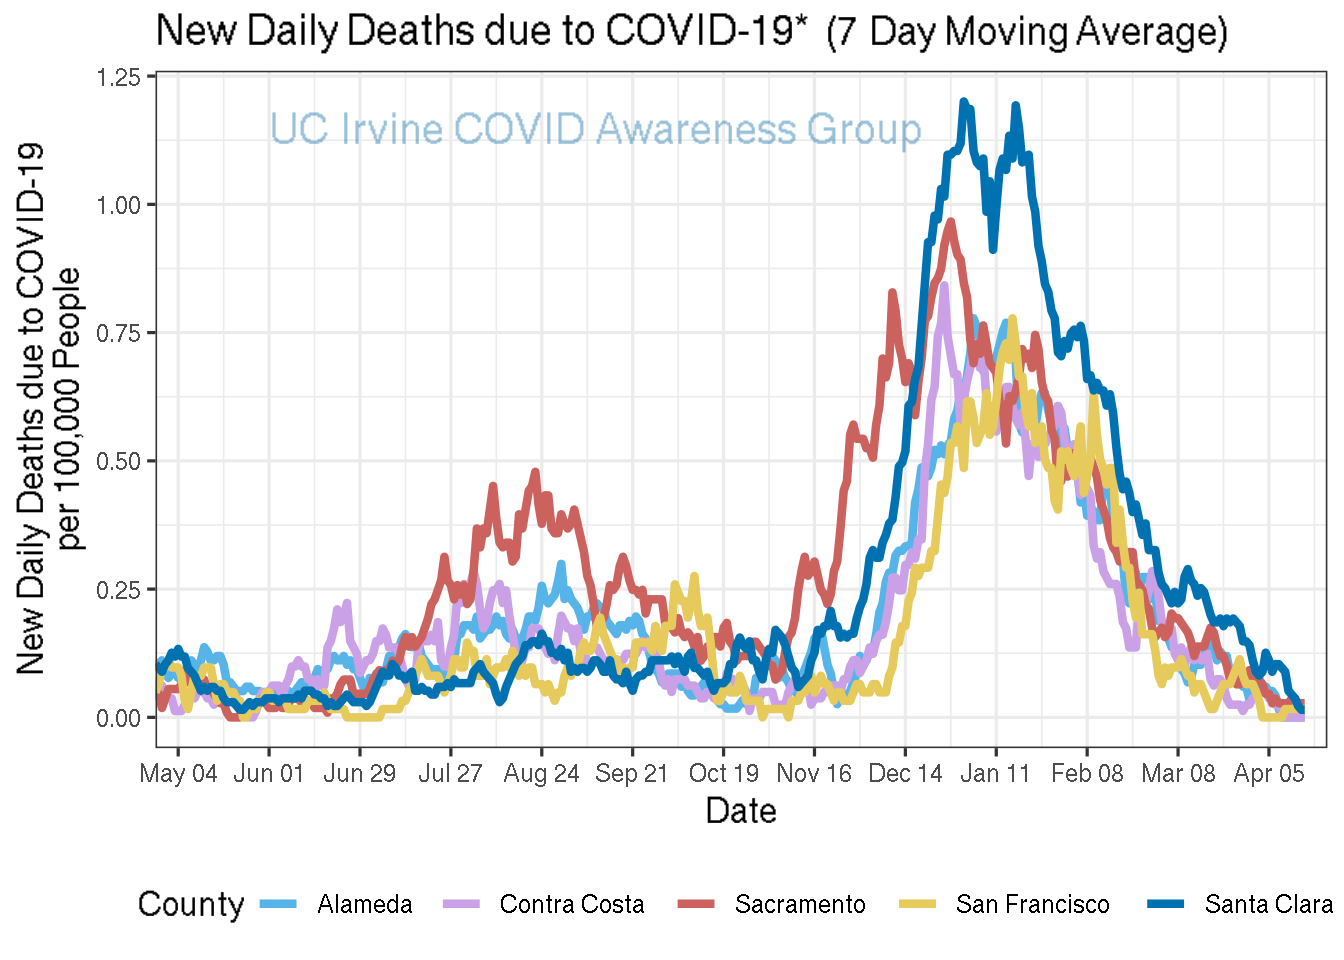 New Daily Deaths due to COVID-19* (7 Day Moving Average)
UC Irvine COVID Awareness Group
New Daily Deaths due to COVID-19
per 100,000 People
1.25
1.00
0.75
0.50
0.25
0.00
May 04 Jun 01 Jun 29 Jul 27 Aug 24 Sep 21 Oct 19 Nov 16 Dec 14 Jan 11 Feb 08 Mar 08 Apr 05
Date
County Alameda Contra Costa Sacramento San Francisco Santa Clara